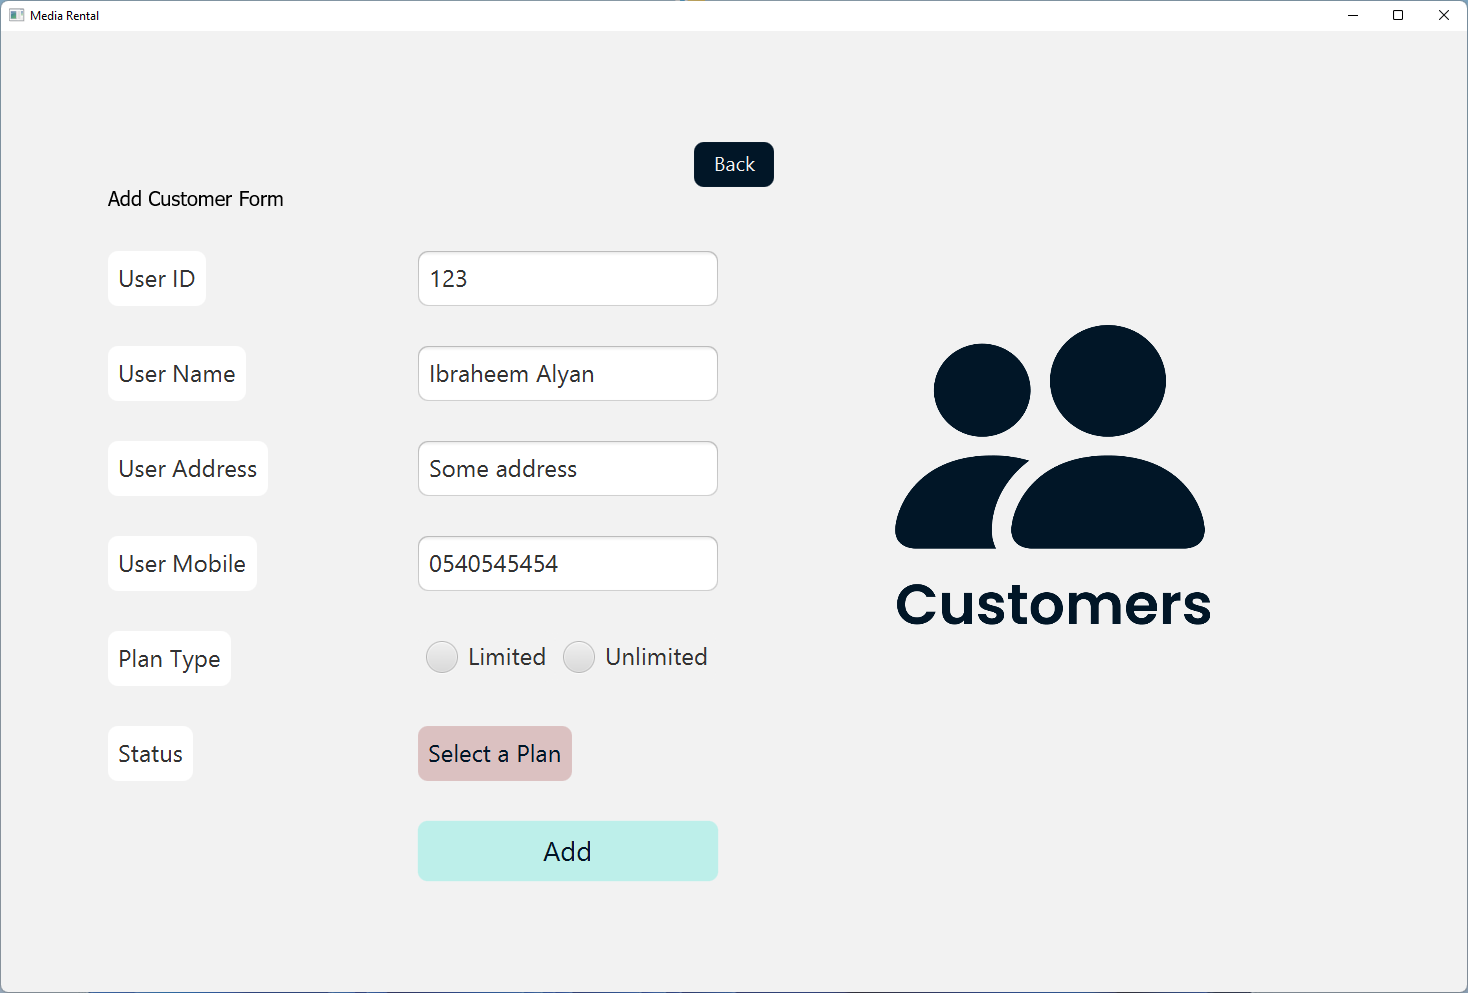 Media Rental
Back
Add Customer Form
User ID
123
User Name
Ibraheem Alyan
User Address
Some address
User Mobile
0540545454
Plan Type
Limited
Unlimited
Status
Select a Plan
Add
Customers